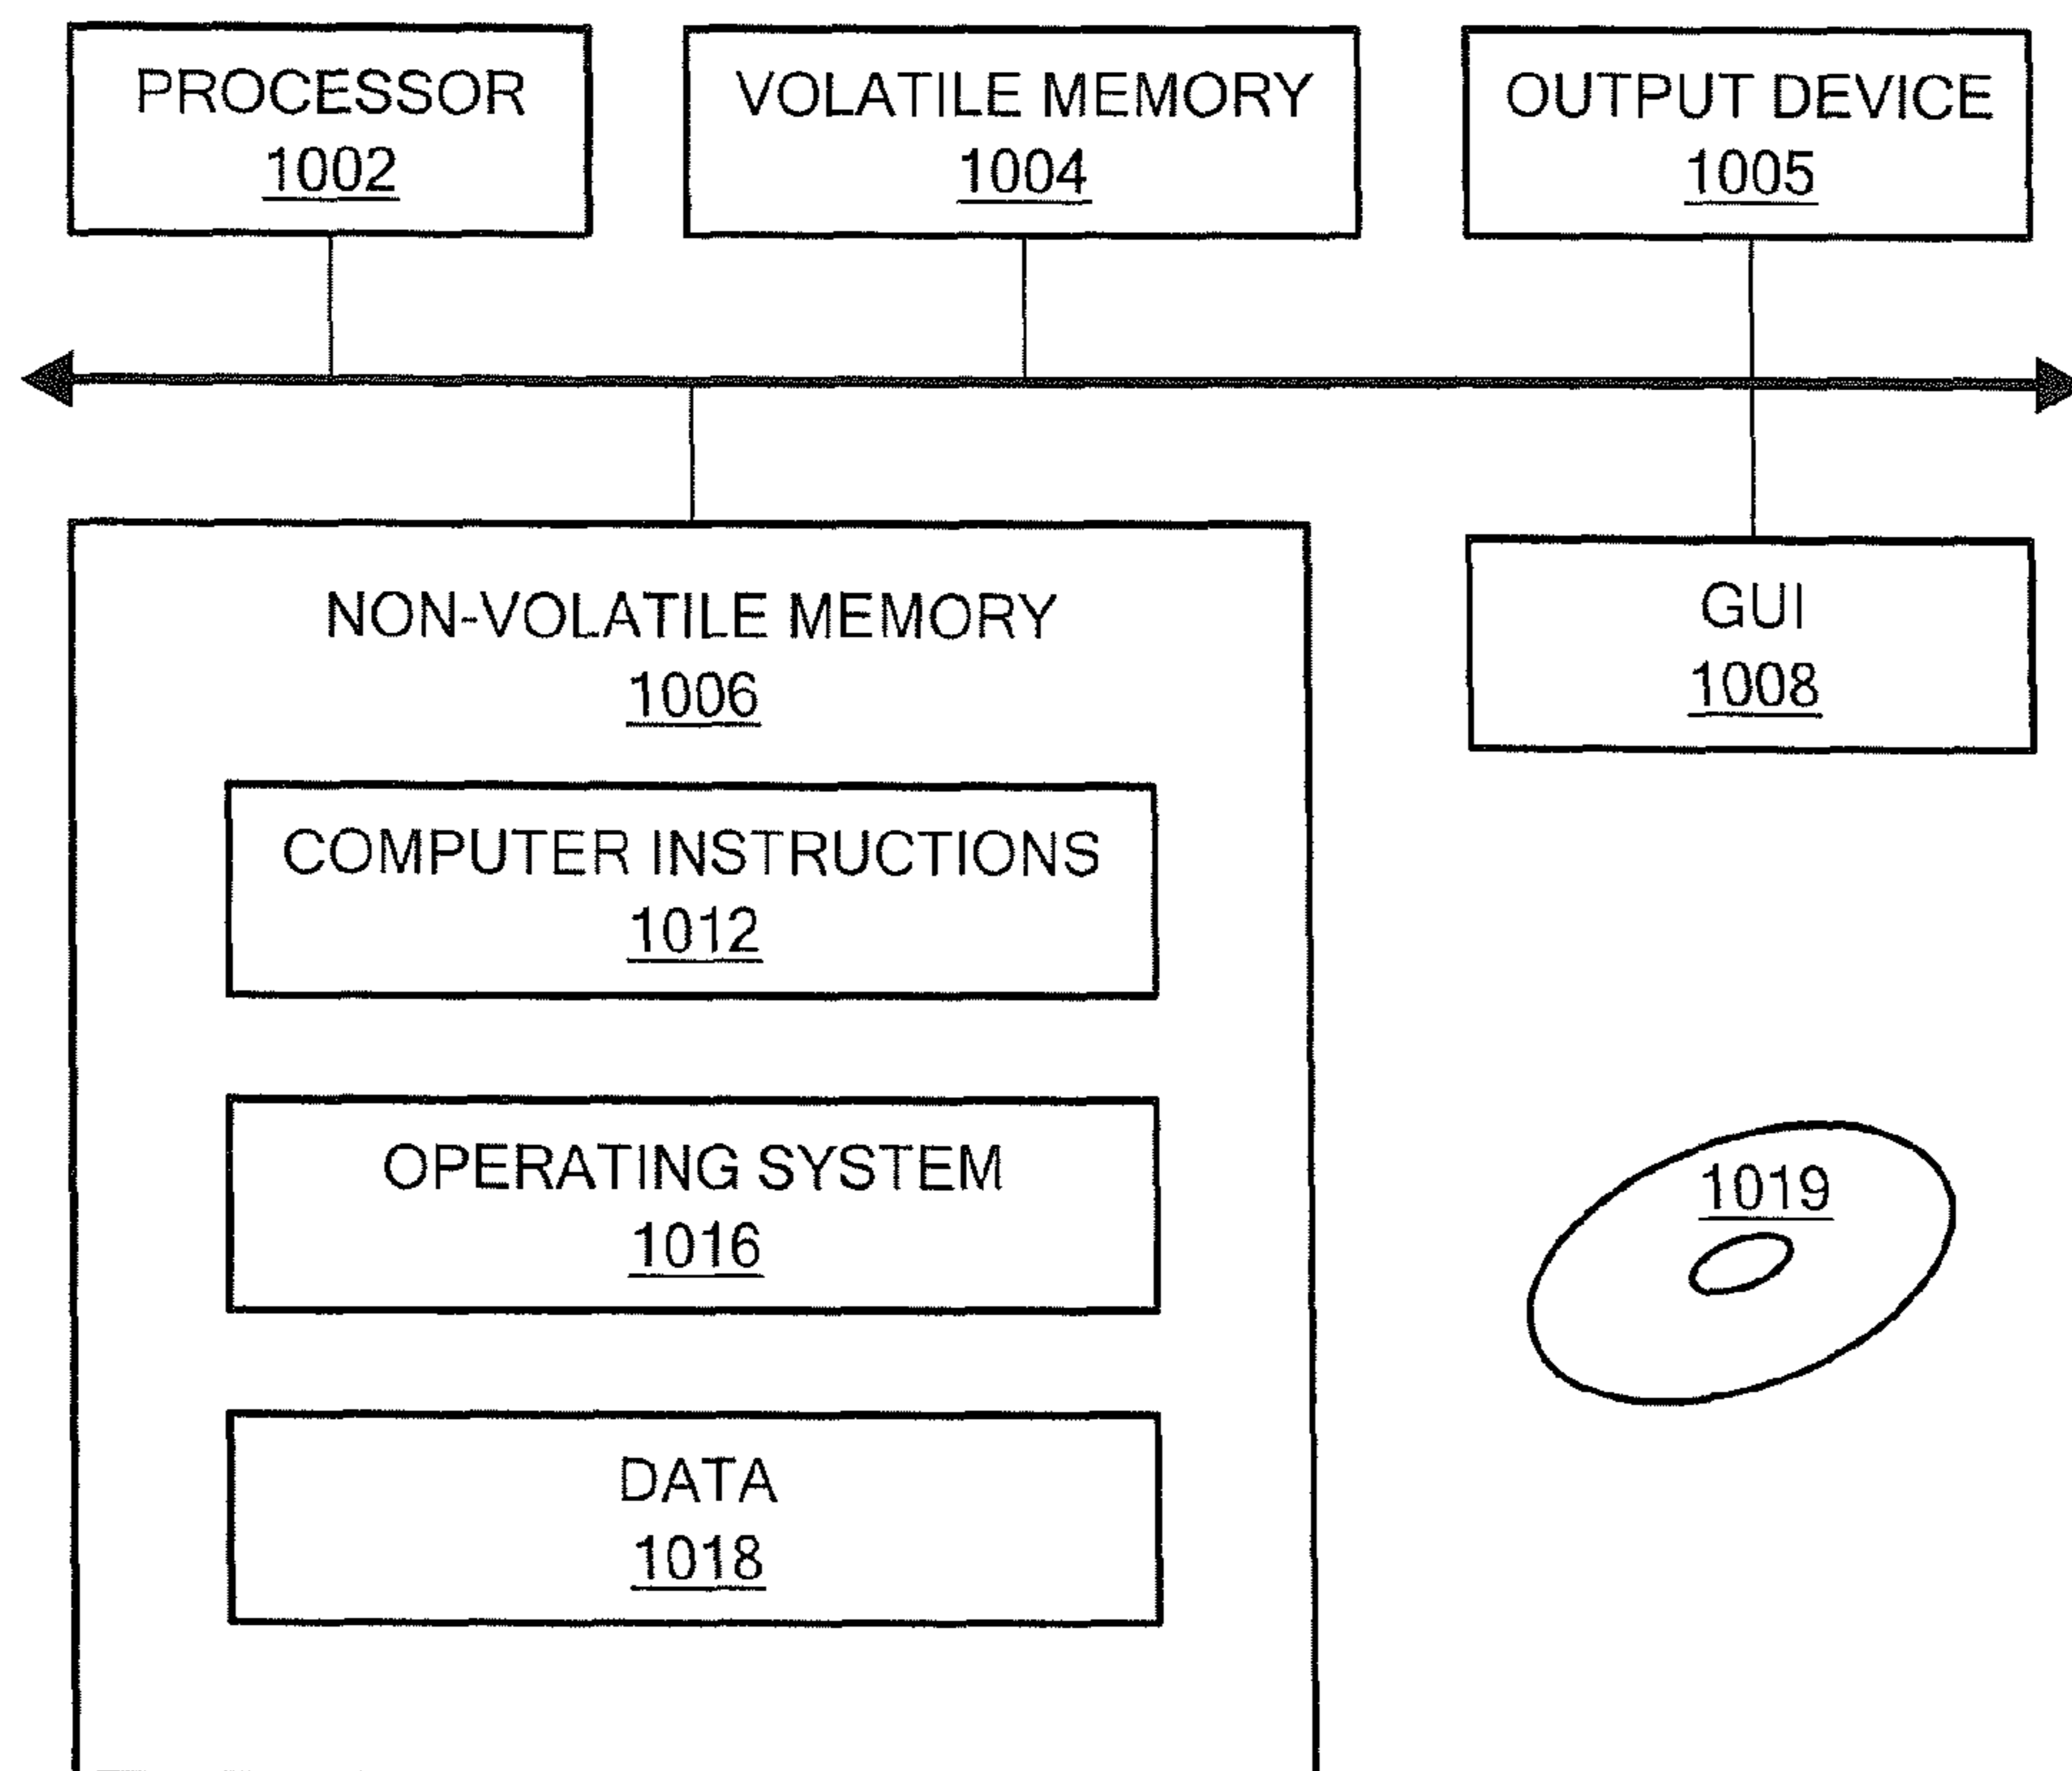 PROCESSOR
1002
VOLATILE MEMORY
1004
OUTPUT DEVICE
1005
NON-VOLATILE MEMORY
1006
GUI
1008
COMPUTER INSTRUCTIONS
1012
OPERATING SYSTEM
1016
1019
DATA
1018